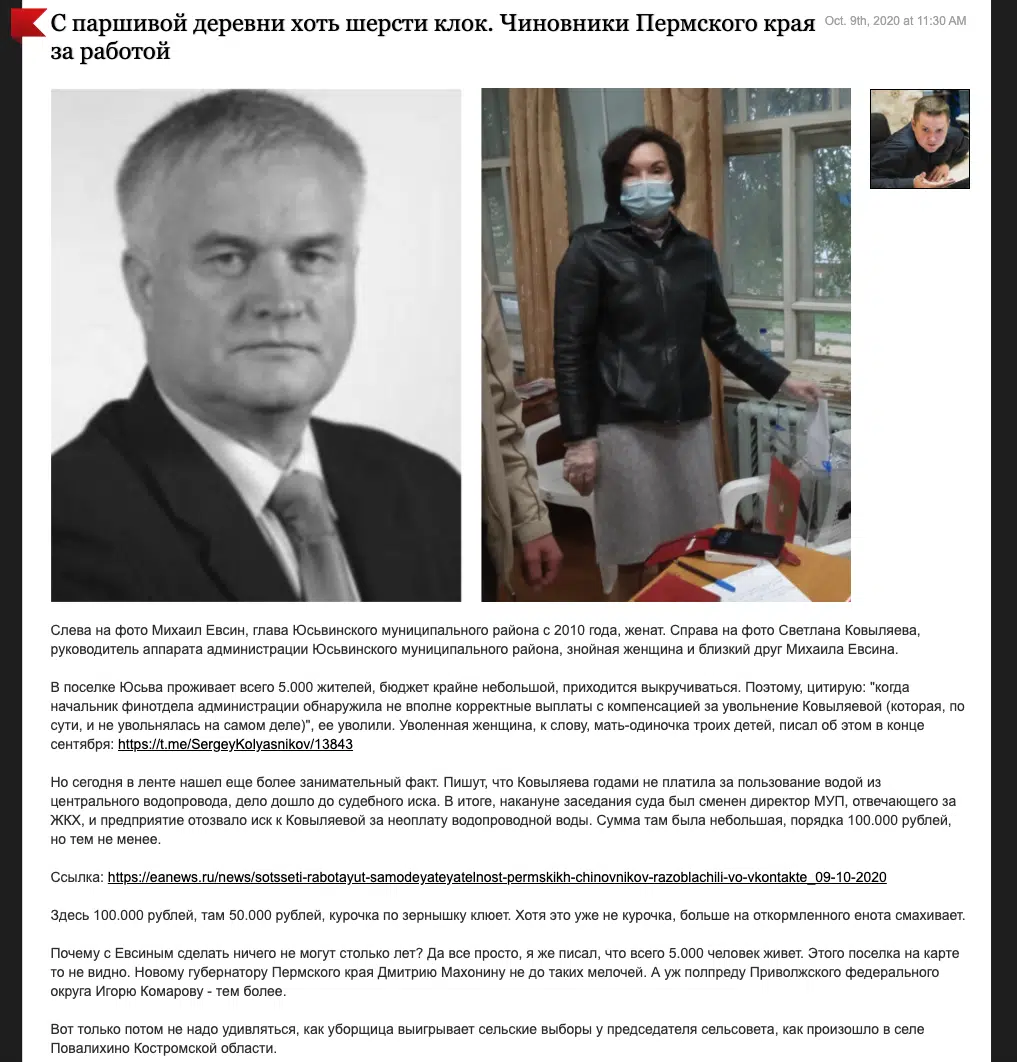 С паршивой деревни хоть шерсти клок. Чиновники Пермского края
за работой
Oct. 9th, 2020 at 11:30 AM
Слева на фото Михаил Евсин, глава Юсьвинского муниципального района с 2010 года, женат. Справа на фото Светлана Ковыляева,
руководитель аппарата администрации Юсьвинского муниципального района, знойная женщина и близкий друг Михаила Евсина.
В поселке Юсьва проживает всего 5.000 жителей, бюджет крайне небольшой, приходится выкручиваться. Поэтому, цитирую: "когда
начальник финотдела администрации обнаружила не вполне корректные выплаты с компенсацией за увольнение Ковыляевой (которая, по
сути, и не увольнялась на самом деле)", ее уволили. Уволенная женщина, к слову, мать-одиночка троих детей, писал об этом в конце
сентября: https://t.me/SergeyKolyasnikov/13843
Но сегодня в ленте нашел еще более занимательный факт. Пишут, что Ковыляева годами не платила за пользование водой из
центрального водопровода, дело дошло до судебного иска. В итоге, накануне заседания суда был сменен директор МУП, отвечающего за
ЖКХ, и предприятие отозвало иск к Ковыляевой за неоплату водопроводной воды. Сумма там была небольшая, порядка 100.000 рублей,
но тем не менее.
Ссылка: https://eanews.ru/news/sotsseti-rabotayut-samodeyateyatelnost-permskikh-chinovnikov-razoblachili-vo-vkontakte_09-10-2020
Здесь 100.000 рублей, там 50.000 рублей, курочка по зернышку клюет. Хотя это уже не курочка, больше на откормленного енота смахивает.
Почему с Евсиным сделать ничего не могут столько лет? Да все просто, я же писал, что всего 5.000 человек живет. Этого поселка на карте
то не видно. Новому губернатору Пермского края Дмитрию Махонину не до таких мелочей. А уж полпреду Приволжского федерального
округа Игорю Комарову - тем более.
Вот только потом не надо удивляться, как уборщица выигрывает сельские выборы у председателя сельсовета, как произошло в селе
Повалихино Костромской области.